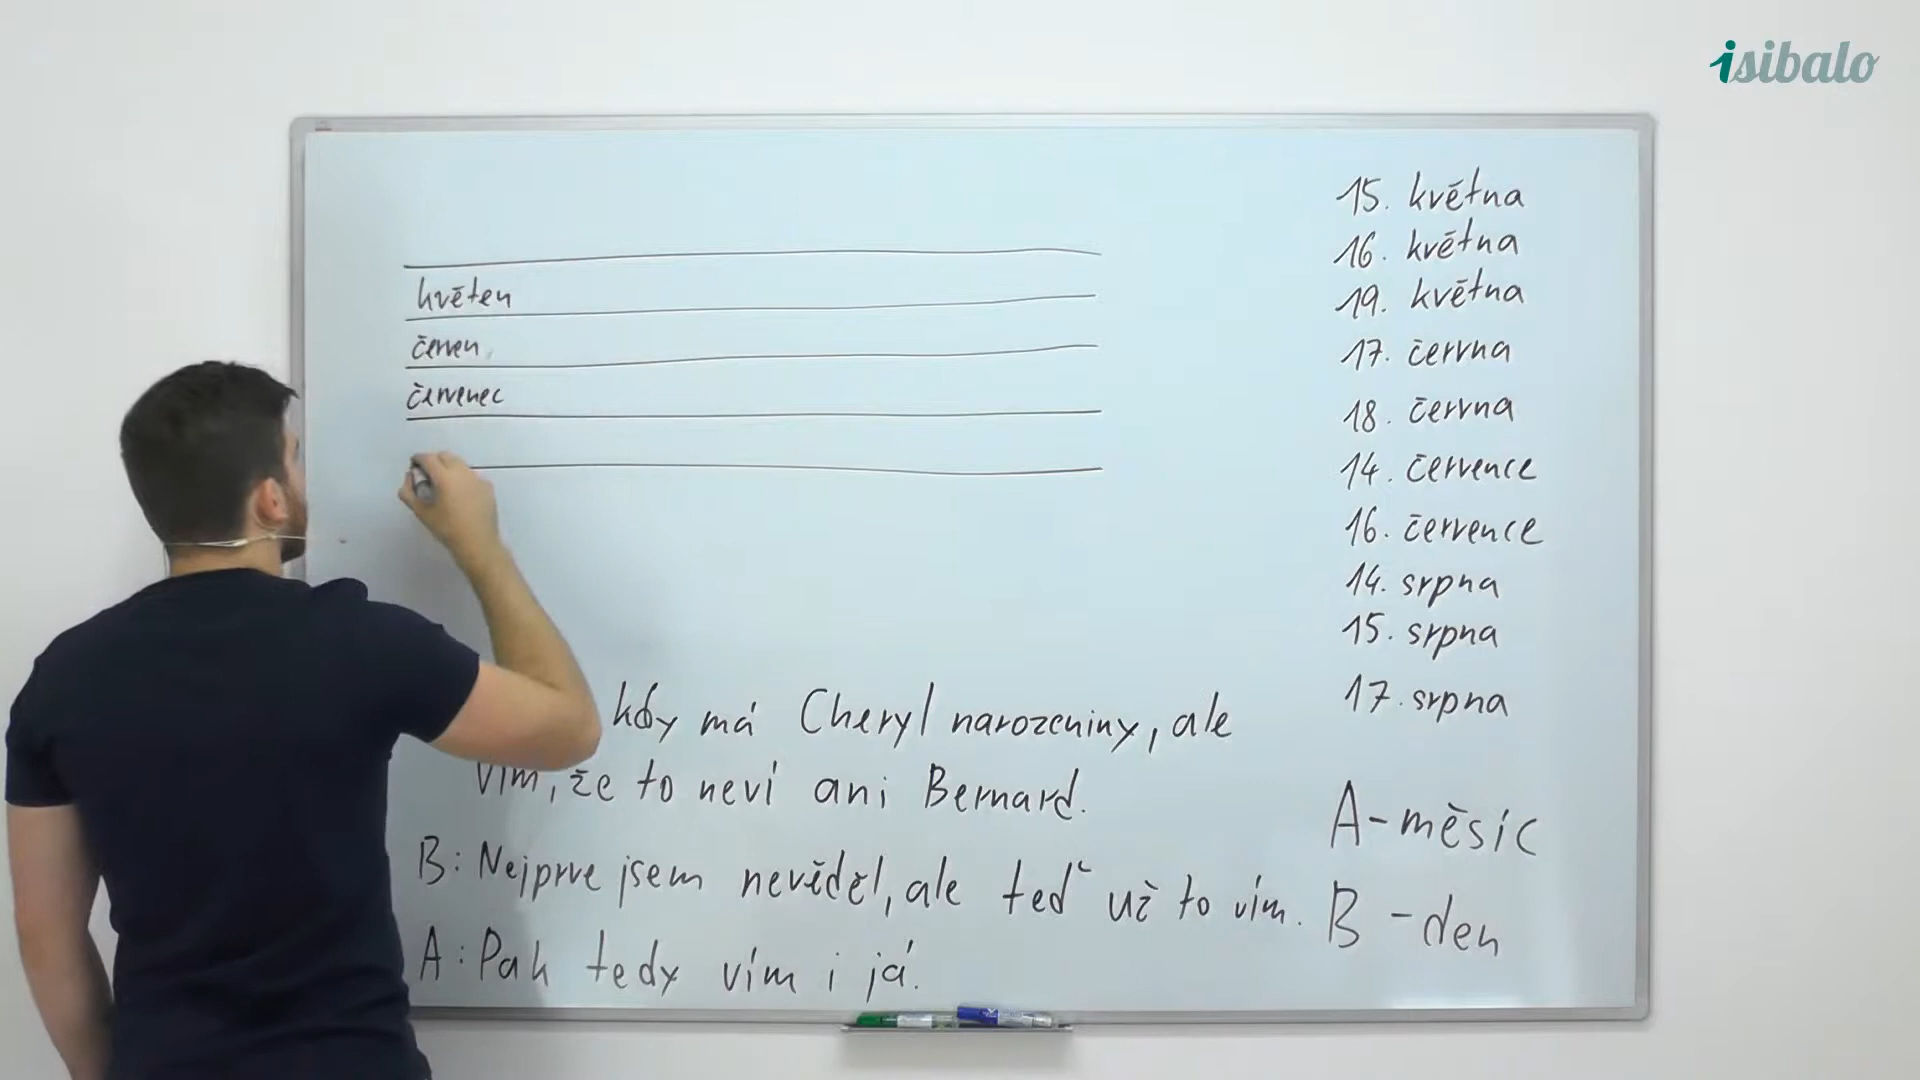 isibalo
květen
červen
červenec
15. května
16. května
19. května
17. června
18. června
14. července
16. července
14. srpna
15. srpna
17. srpna
kdy má Cheryl narozeniny, ale
vím, že to neví ani Bernard.
B: Nejprve jsem nevěděl, ale teď už to vím.
A: Pak tedy vím i já.
A - měsíc
B - den